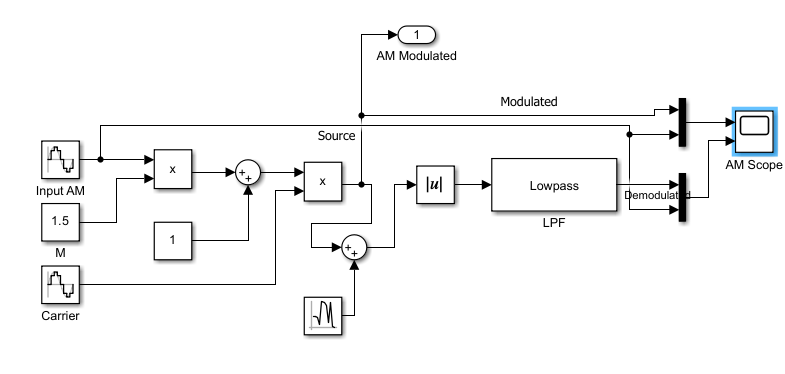 1
AM Modulated
Modulated
Source
AM Scope
x
Input AM
+
+
x
|u|
Lowpass
Demodulated
LPF
1.5
M
1
+
+
Carrier